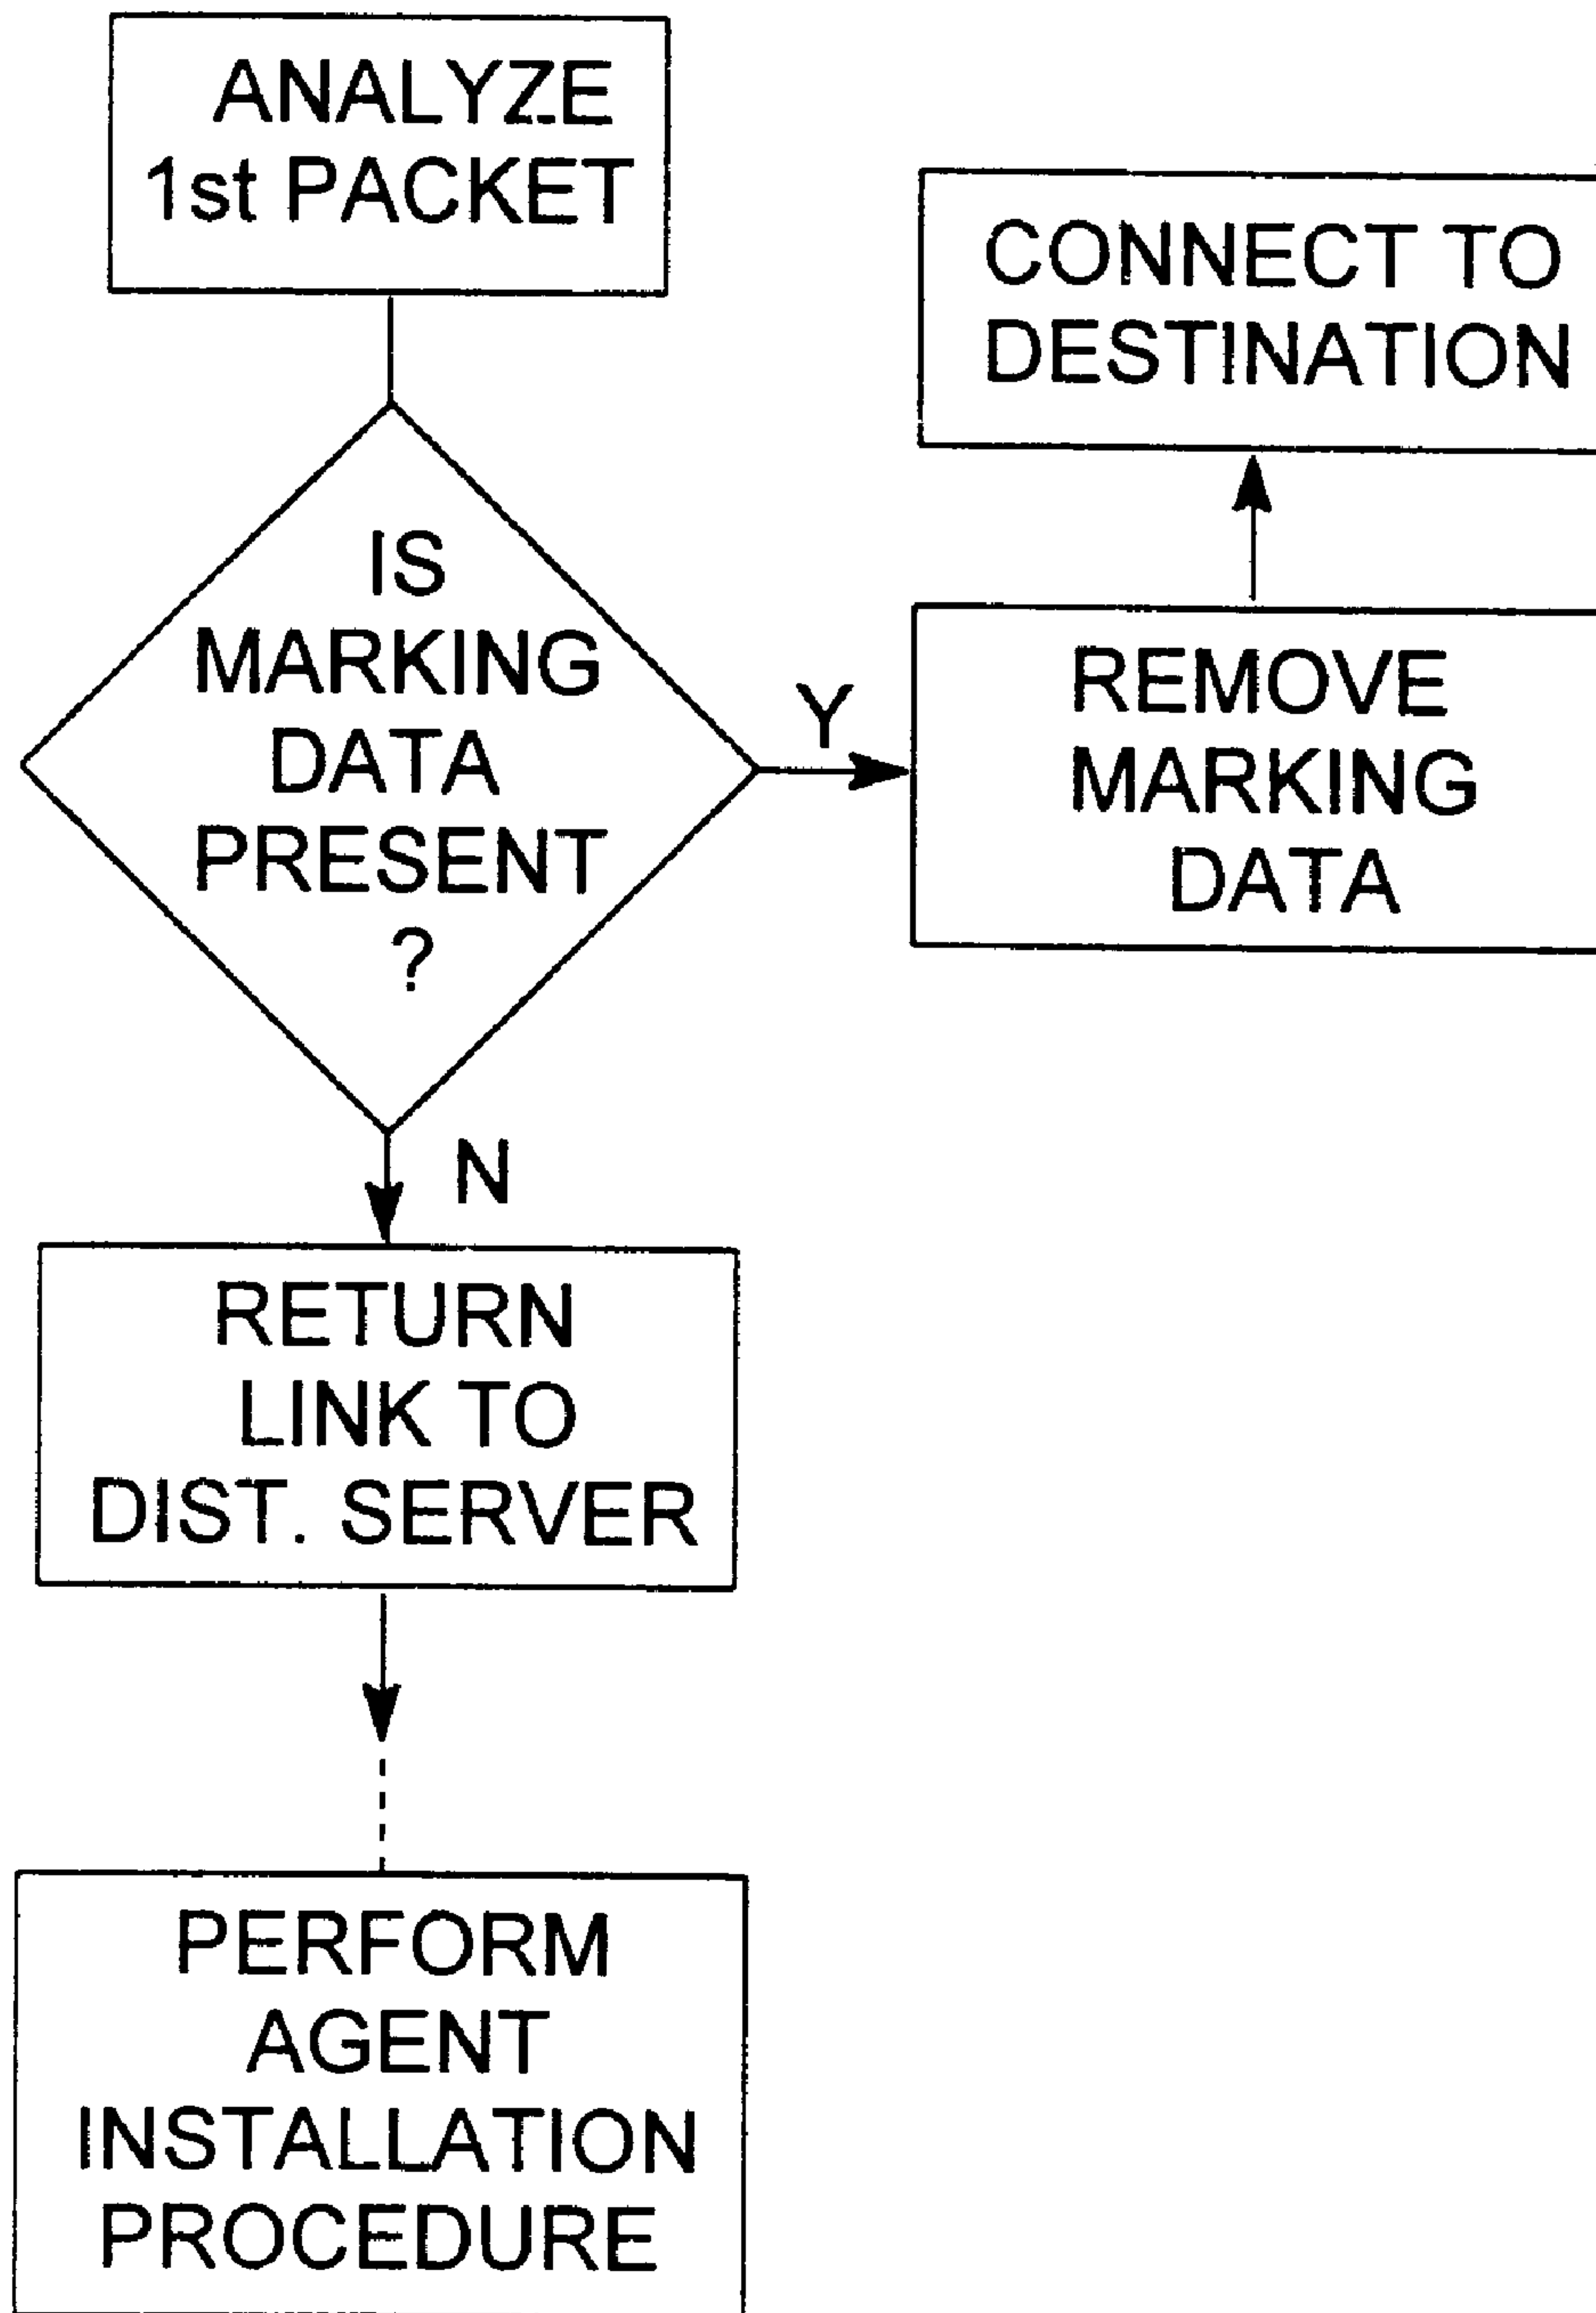 ANALYZE
1st PACKET
IS
MARKING
DATA
PRESENT
?
Y
REMOVE
MARKING
DATA
CONNECT TO
DESTINATION
N
RETURN
LINK TO
DIST. SERVER
PERFORM
AGENT
INSTALLATION
PROCEDURE